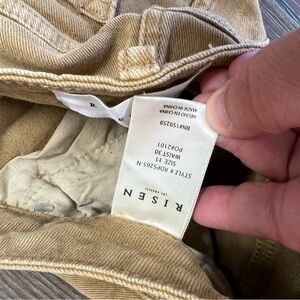 RISEN
LOS ANGELES
STYLE # RDP5265-N
SIZE 11
WAIST 30
PO#2101
RN#159259
MADE IN CHINA
HECHO EN CHINA
R